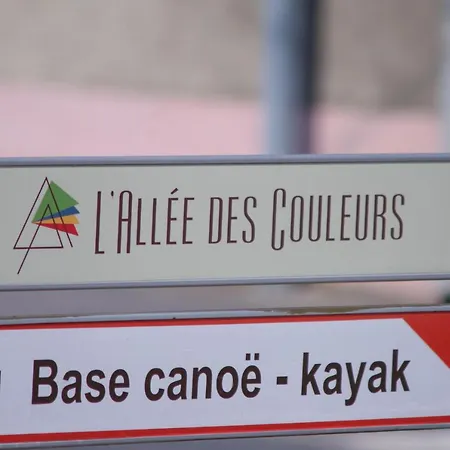 L'ALLÉE DES COULEURS
Base canoë - kayak